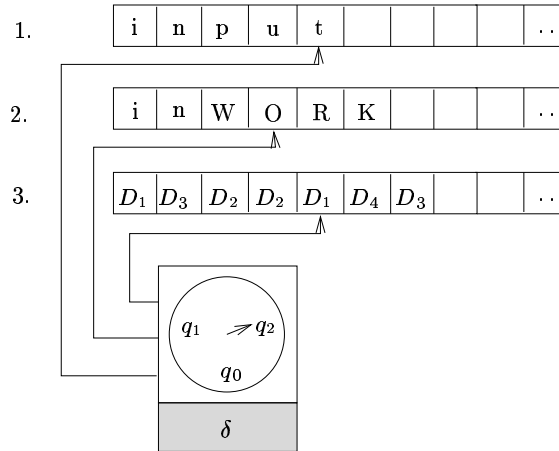 1. i n p u t ..
2. i n W O R K ..
3. D₁ D₃ D₂ D₂ D₁ D₄ D₃ ..
q₁ q₂
q₀
δ